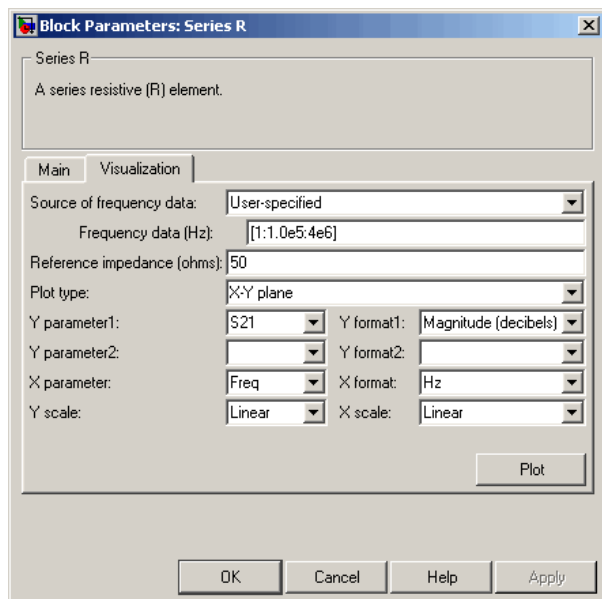 Block Parameters: Series R
Series R
A series resistive (R) element.
Main Visualization
Source of frequency data: User-specified
Frequency data (Hz): [1:1.0e5:4e6]
Reference impedance (ohms): 50
Plot type: X-Y plane
Y parameter1: S21 Y format1: Magnitude (decibels)
Y parameter2: Y format2:
X parameter: Freq X format: Hz
Y scale: Linear X scale: Linear
Plot
OK Cancel Help Apply